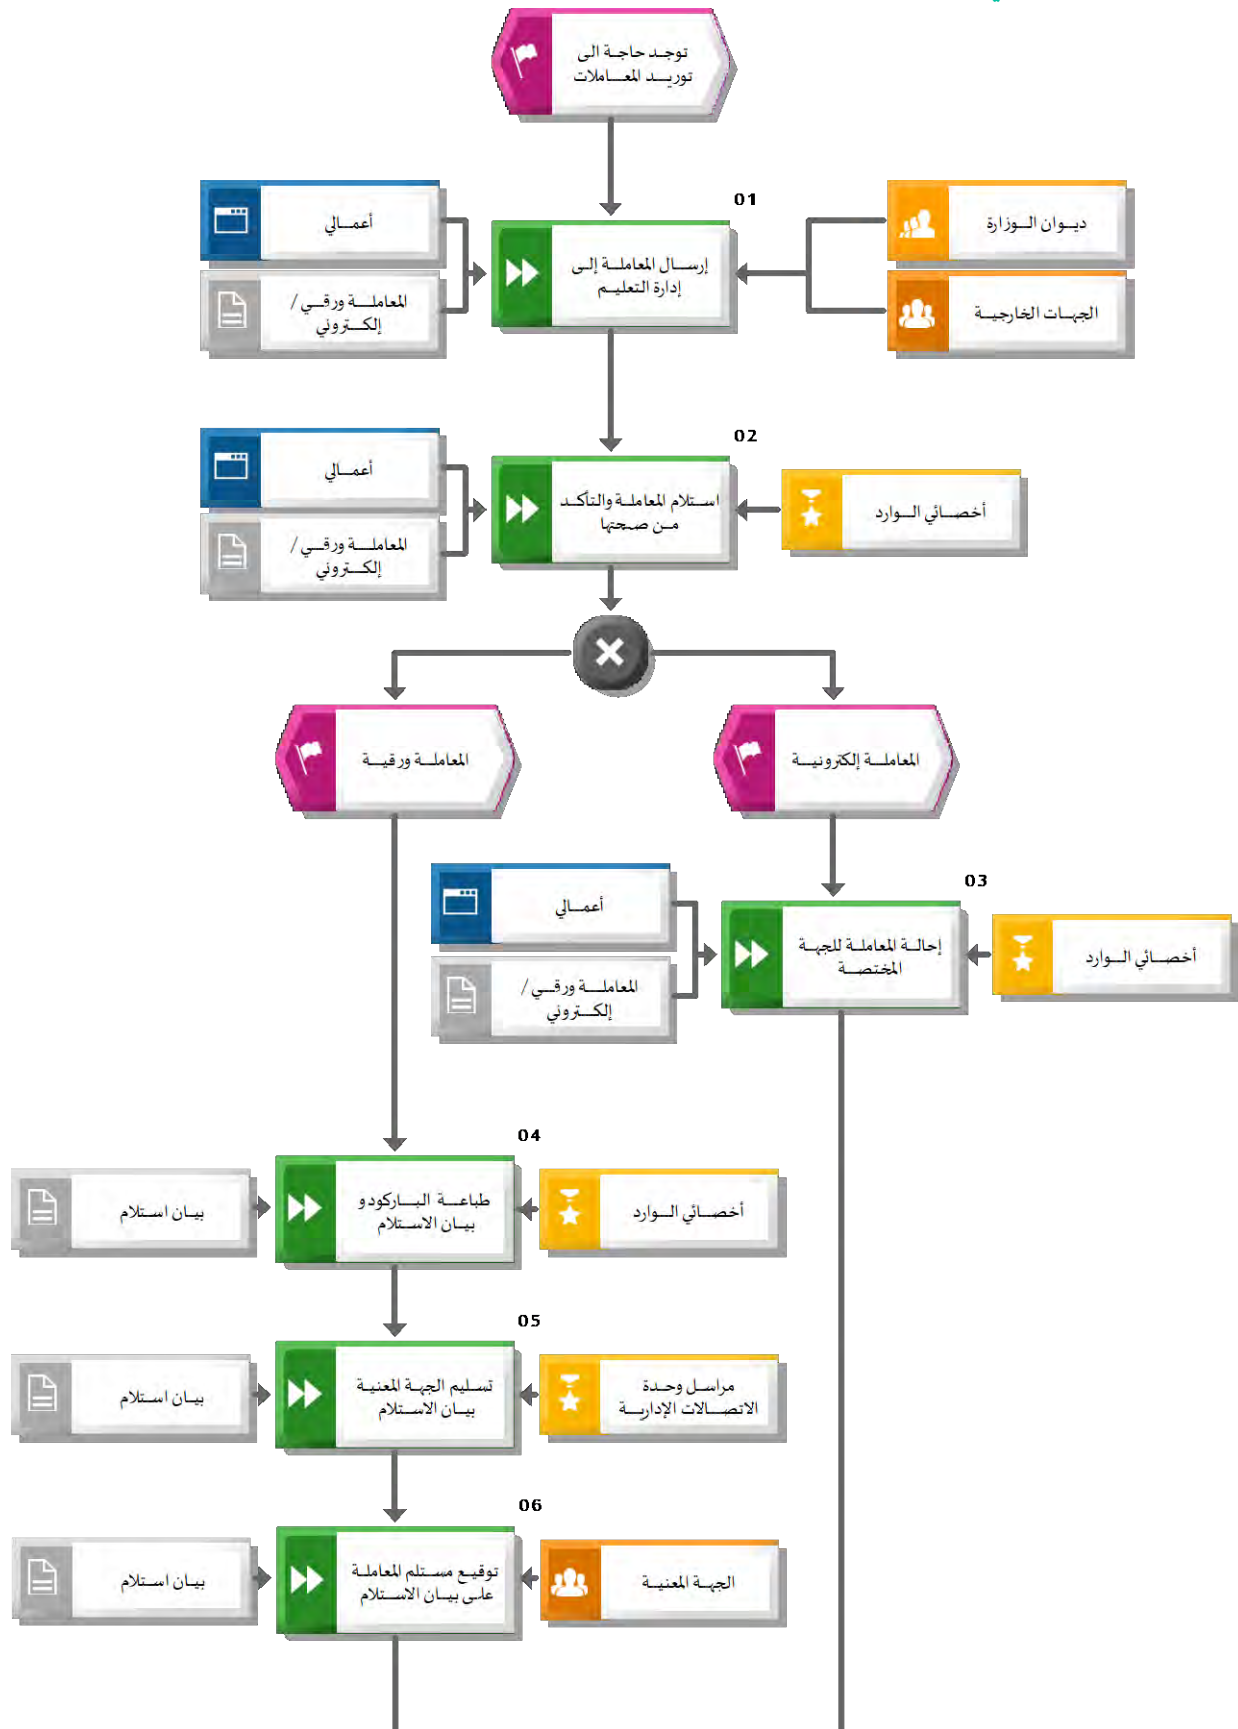 توجد حاجة الى
توريد المعاملات
01
ديوان الوزارة
الجهات الخارجية
إرسال المعاملة إلى
إدارة التعليم
أعمالي
المعاملة ورقي /
إلكتروني
02
أخصائي الوارد
استلام المعاملة والتأكد
من صحتها
أعمالي
المعاملة ورقي /
إلكتروني
المعاملة إلكترونية
المعاملة ورقية
03
أخصائي الوارد
إحالة المعاملة للجهة
المختصة
أعمالي
المعاملة ورقي /
إلكتروني
04
أخصائي الوارد
طباعة الباركود و
بيان الاستلام
بيان استلام
05
مراسل وحدة
الاتصالات الإدارية
تسليم الجهة المعنية
بيان الاستلام
بيان استلام
06
الجهة المعنية
توقيع مستلم المعاملة
على بيان الاستلام
بيان استلام